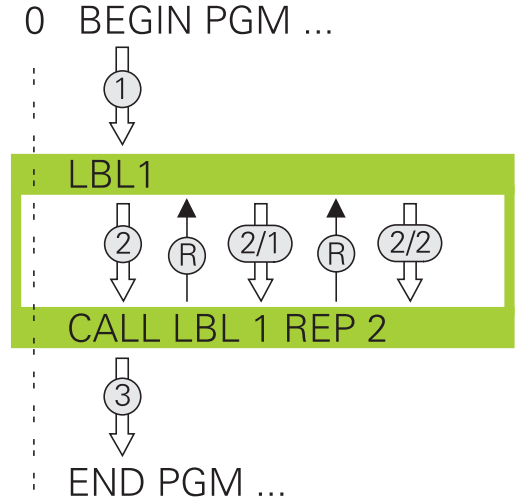 0 BEGIN PGM ...
1
LBL1
2 R 2/1 R 2/2
CALL LBL 1 REP 2
3
END PGM ...